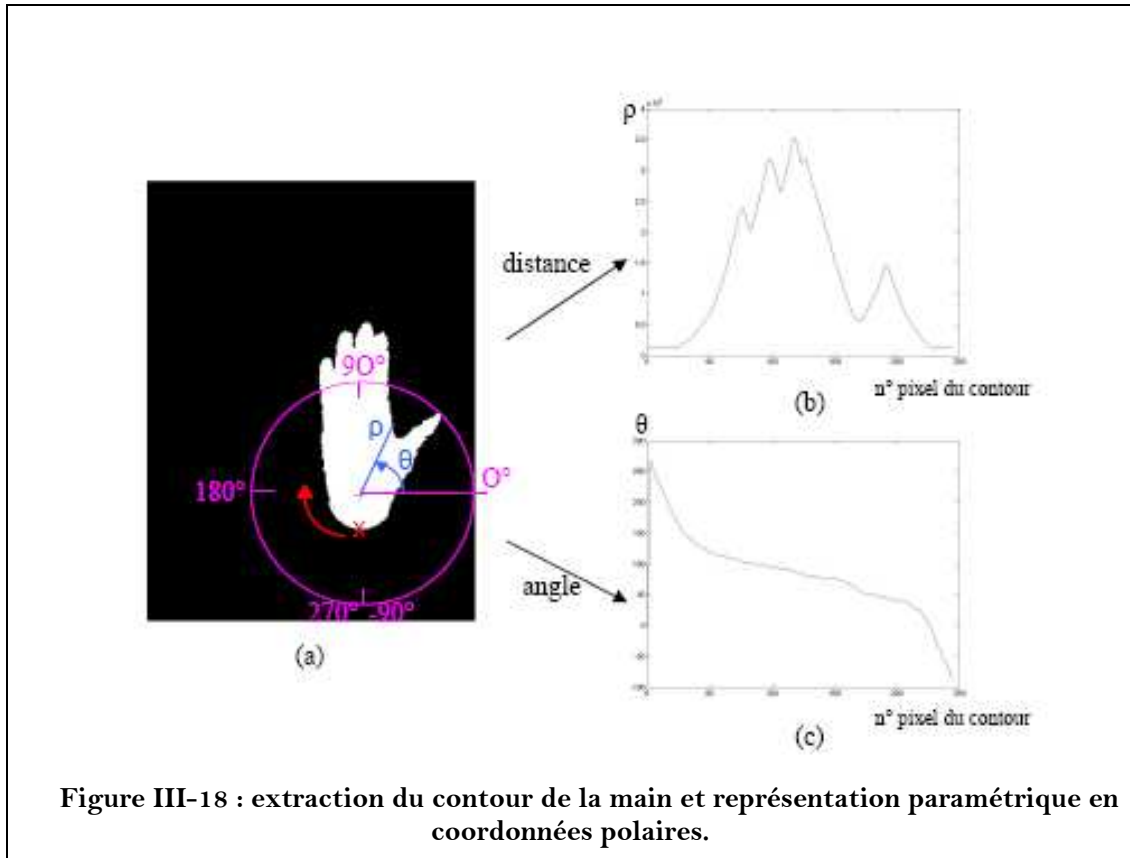 ρ
distance
90°
ρ
θ
O°
180°
x
270° -90°
angle
(a)
n° pixel du contour
(b)
θ
n° pixel du contour
(c)
Figure III-18 : extraction du contour de la main et représentation paramétrique en
coordonnées polaires.